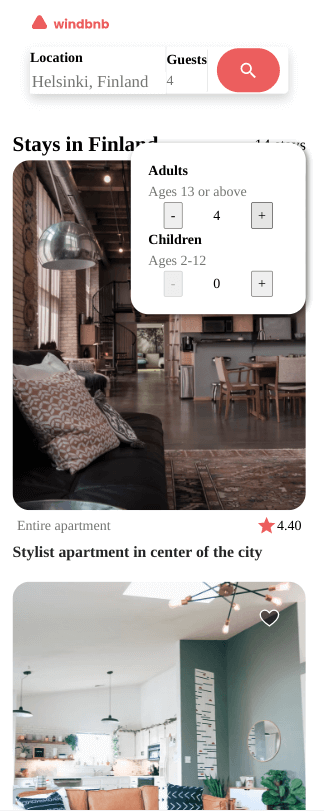 windbnb
Location
Helsinki, Finland
Guests
4
Stays in Finland
14 stays
Adults
Ages 13 or above
- 4 +
Children
Ages 2-12
- 0 +
Entire apartment
4.40
Stylist apartment in center of the city